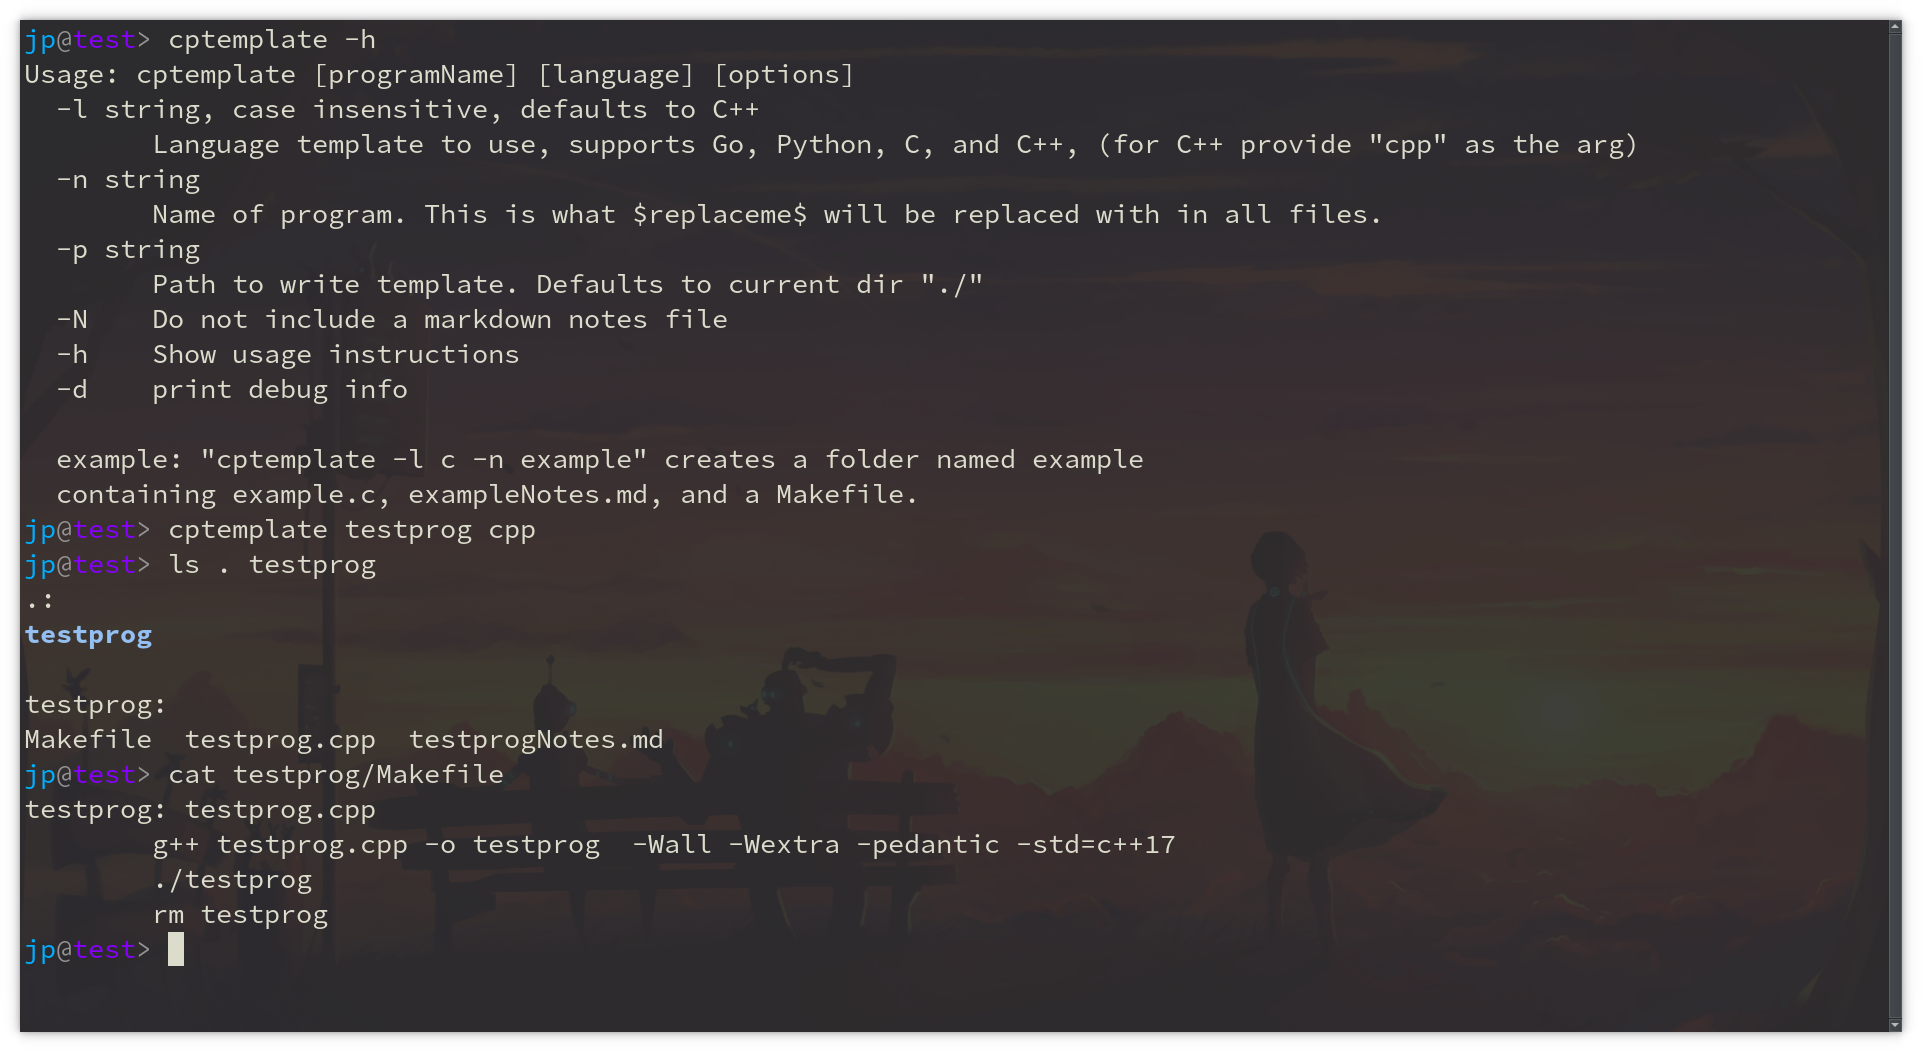 jp@test> cptemplate -h
Usage: cptemplate [programName] [language] [options]
  -l string, case insensitive, defaults to C++
        Language template to use, supports Go, Python, C, and C++, (for C++ provide "cpp" as the arg)
  -n string
        Name of program. This is what $replaceme$ will be replaced with in all files.
  -p string
        Path to write template. Defaults to current dir "./"
  -N    Do not include a markdown notes file
  -h    Show usage instructions
  -d    print debug info

  example: "cptemplate -l c -n example" creates a folder named example
  containing example.c, exampleNotes.md, and a Makefile.
jp@test> cptemplate testprog cpp
jp@test> ls . testprog
.:
testprog

testprog:
Makefile  testprog.cpp  testprogNotes.md
jp@test> cat testprog/Makefile
testprog: testprog.cpp
        g++ testprog.cpp -o testprog  -Wall -Wextra -pedantic -std=c++17
        ./testprog
        rm testprog
jp@test>